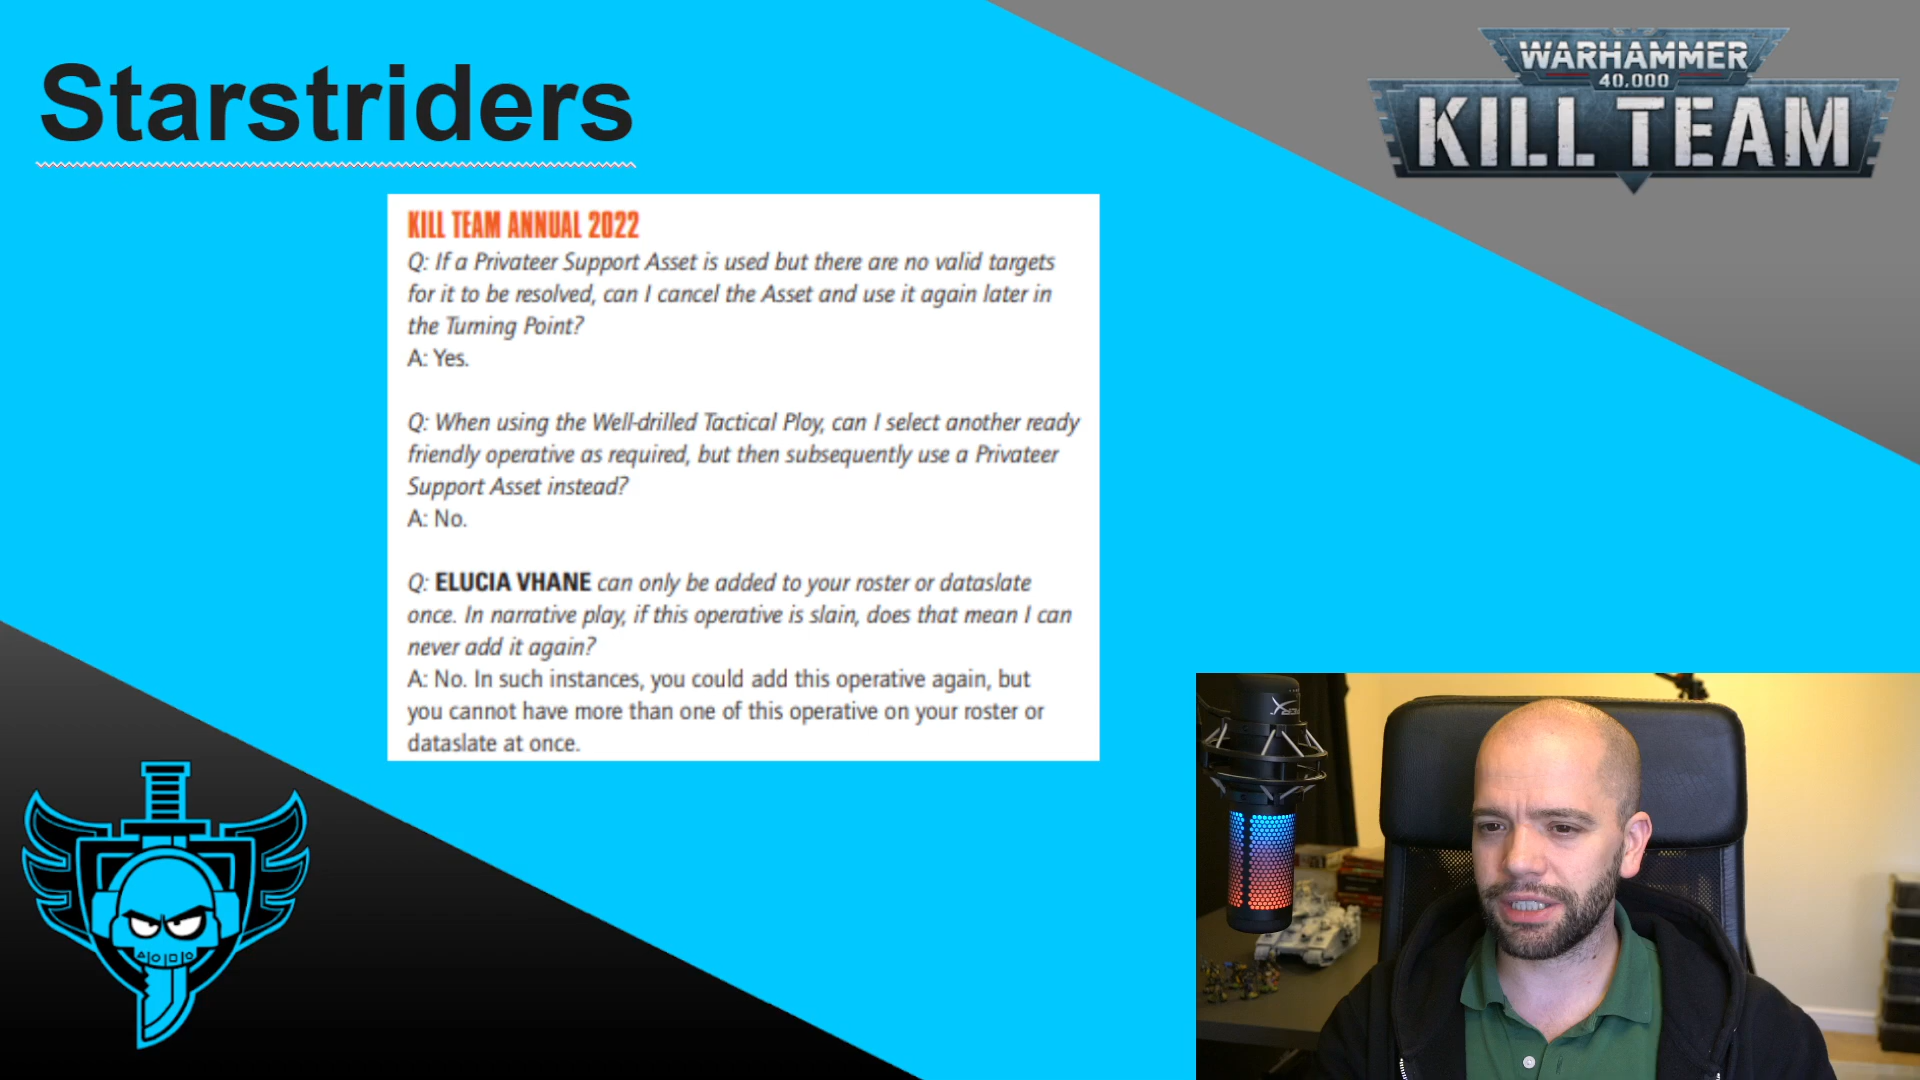 Starstriders
WARHAMMER
40,000
KILL TEAM
KILL TEAM ANNUAL 2022
Q: If a Privateer Support Asset is used but there are no valid targets
for it to be resolved, can I cancel the Asset and use it again later in
the Turning Point?
A: Yes.
Q: When using the Well-drilled Tactical Ploy, can I select another ready
friendly operative as required, but then subsequently use a Privateer
Support Asset instead?
A: No.
Q: ELUCIA VHANE can only be added to your roster or dataslate
once. In narrative play, if this operative is slain, does that mean I can
never add it again?
A: No. In such instances, you could add this operative again, but
you cannot have more than one of this operative on your roster or
dataslate at once.